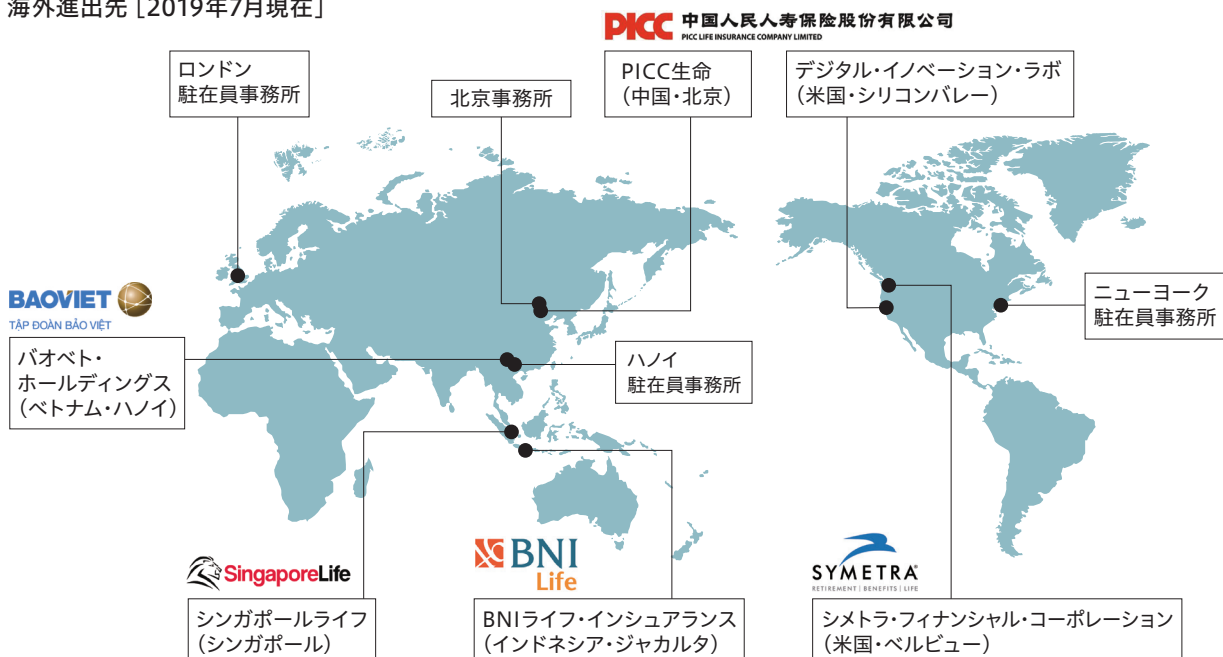 海外進出先［2019年7月現在］
PICC 中国人民人寿保险股份有限公司
PICC LIFE INSURANCE COMPANY LIMITED
ロンドン
駐在員事務所
北京事務所
PICC生命
（中国・北京）
デジタル・イノベーション・ラボ
（米国・シリコンバレー）
BAOVIET
TẬP ĐOÀN BẢO VIỆT
バオベト・
ホールディングス
（ベトナム・ハノイ）
ハノイ
駐在員事務所
ニューヨーク
駐在員事務所
SingaporeLife
シンガポールライフ
（シンガポール）
BNI
Life
BNIライフ・インシュアランス
（インドネシア・ジャカルタ）
SYMETRA
RETIREMENT | BENEFITS | LIFE
シメトラ・フィナンシャル・コーポレーション
（米国・ベルビュー）